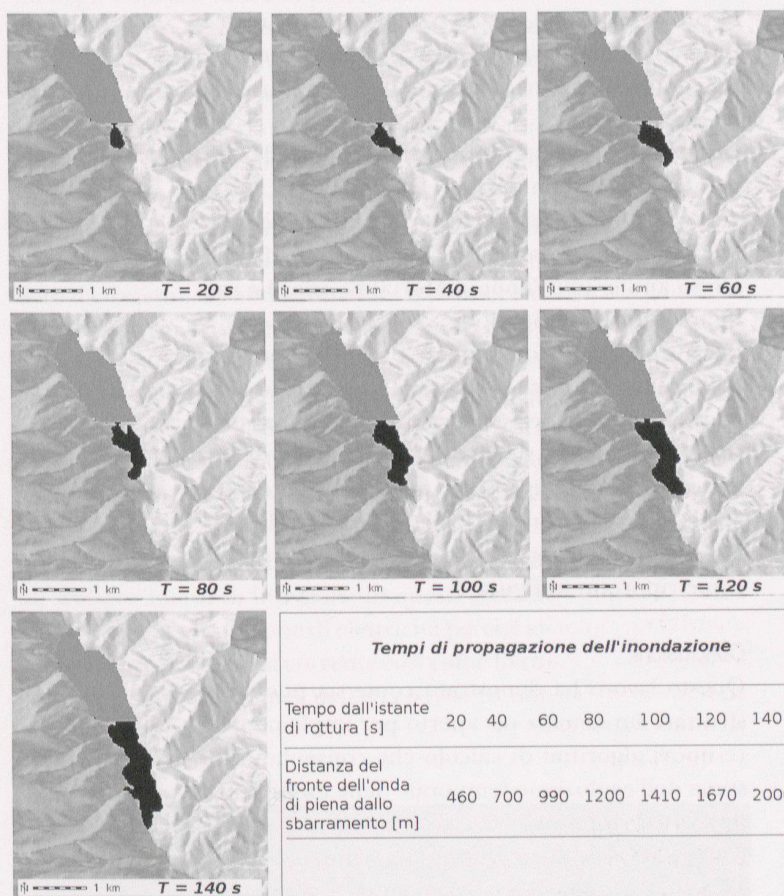 1 km T = 20 s
1 km T = 40 s
1 km T = 60 s
1 km T = 80 s
1 km T = 100 s
1 km T = 120 s
1 km T = 140 s
Tempi di propagazione dell'inondazione
Tempo dall'istante
di rottura [s] 20 40 60 80 100 120 140
Distanza del
fronte dell'onda
di piena dallo
sbarramento [m] 460 700 990 1200 1410 1670